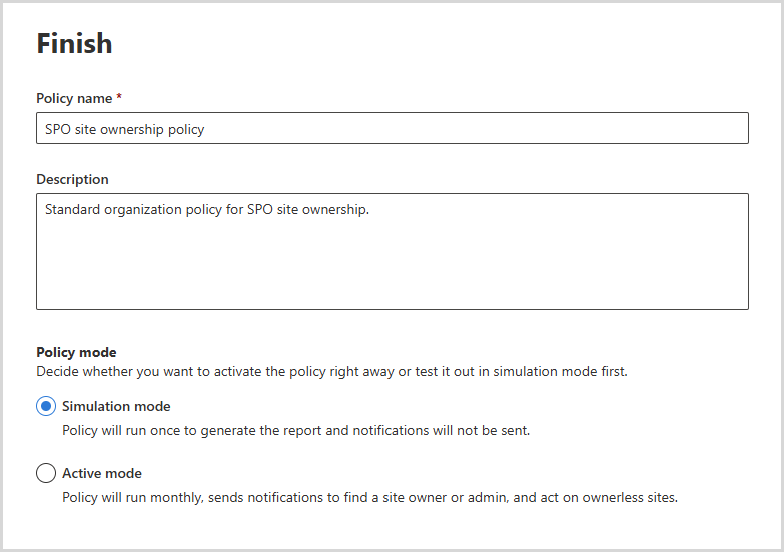 Finish
Policy name *
SPO site ownership policy
Description
Standard organization policy for SPO site ownership.
Policy mode
Decide whether you want to activate the policy right away or test it out in simulation mode first.
Simulation mode
Policy will run once to generate the report and notifications will not be sent.
Active mode
Policy will run monthly, sends notifications to find a site owner or admin, and act on ownerless sites.